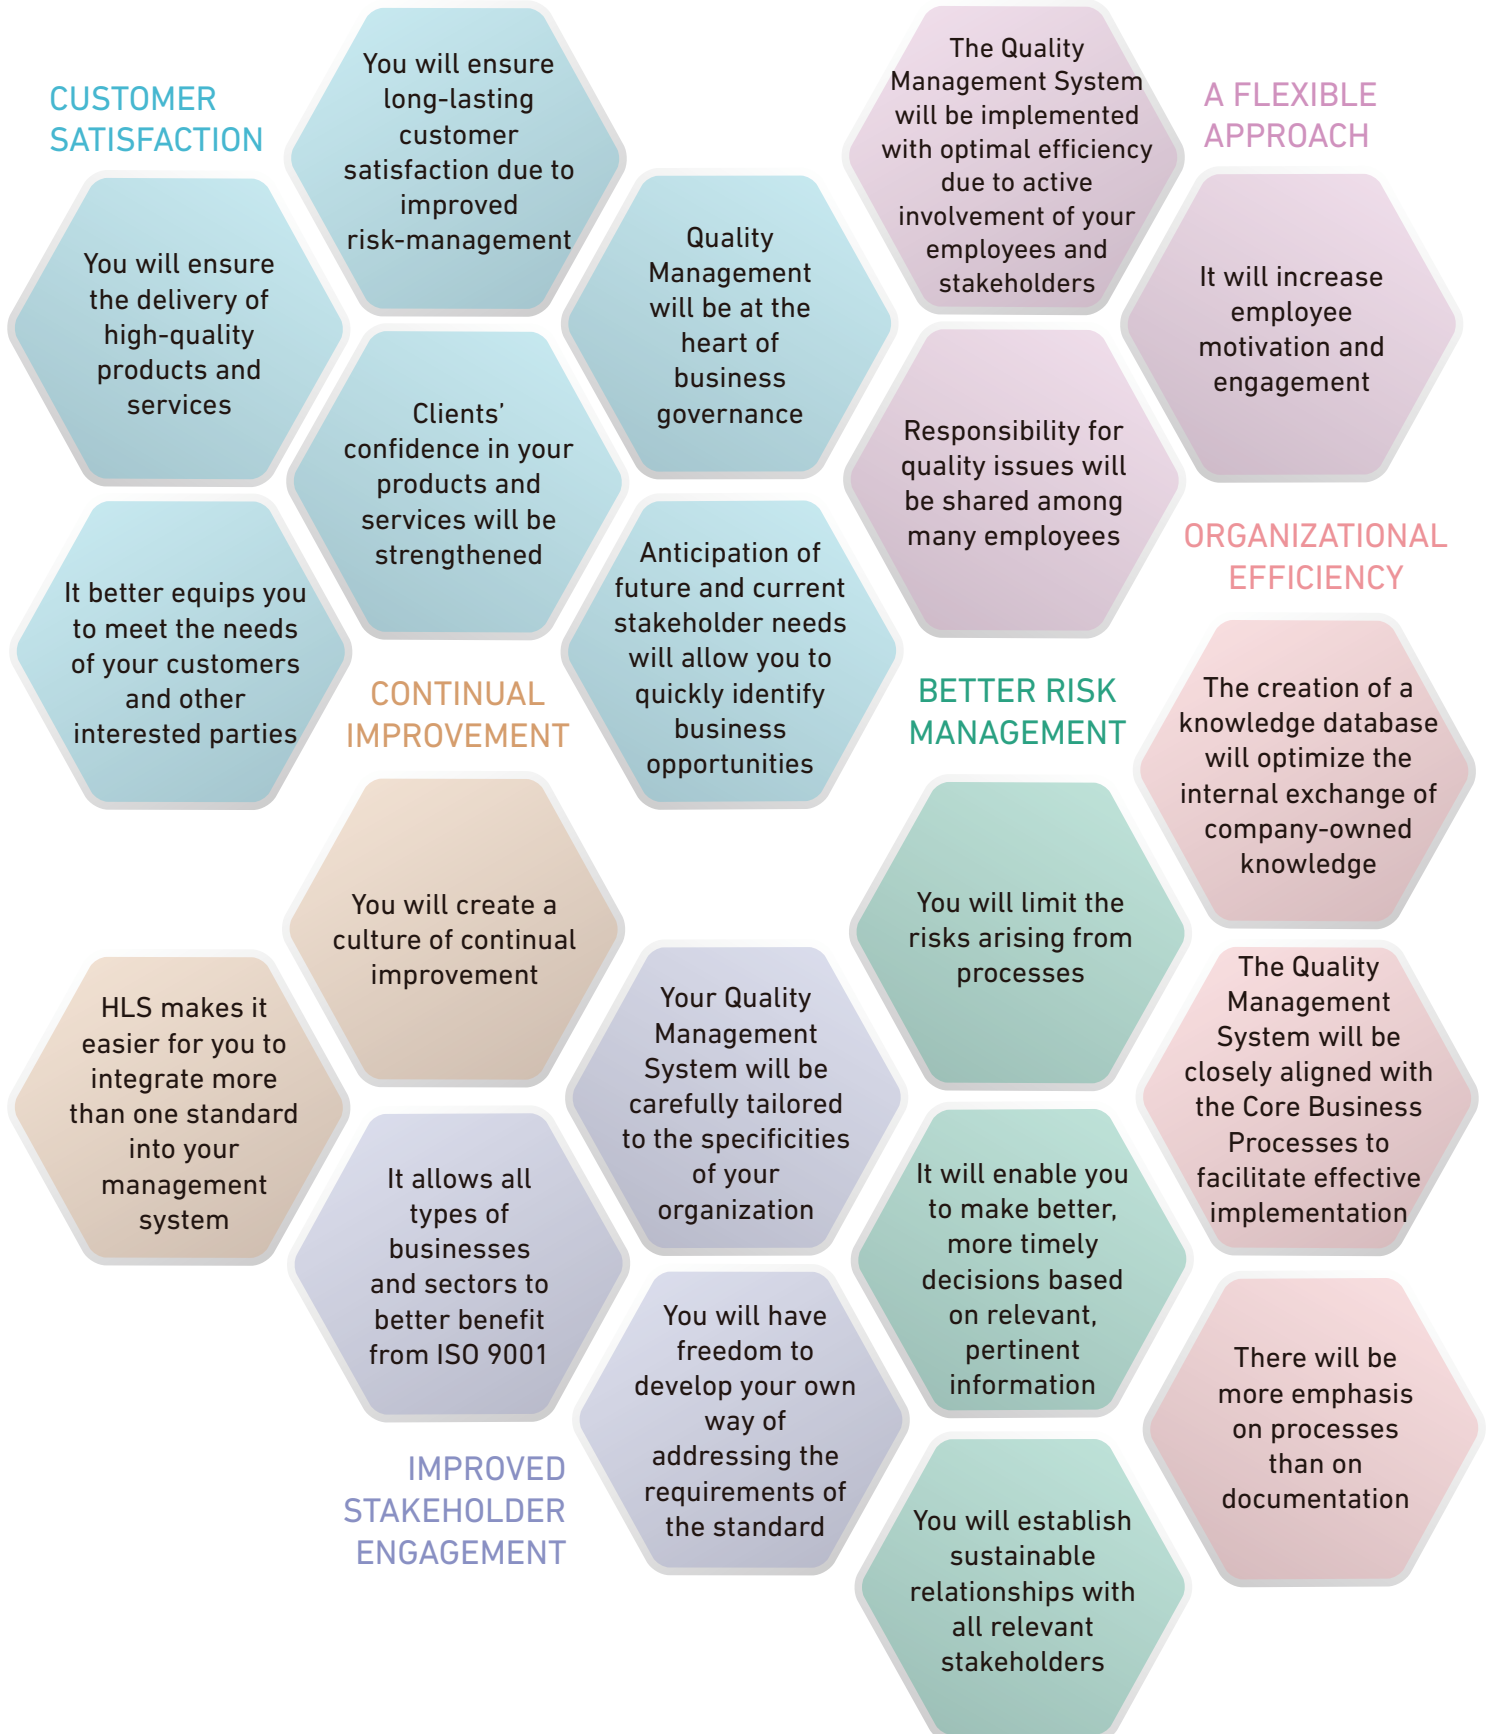 CUSTOMER
SATISFACTION
You will ensure
long-lasting
customer
satisfaction due to
improved
risk-management
You will ensure
the delivery of
high-quality
products and
services
Quality
Management
will be at the
heart of
business
governance
Clients’
confidence in your
products and
services will be
strengthened
It better equips you
to meet the needs
of your customers
and other
interested parties
Anticipation of
future and current
stakeholder needs
will allow you to
quickly identify
business
opportunities
A FLEXIBLE
APPROACH
The Quality
Management System
will be implemented
with optimal efficiency
due to active
involvement of your
employees and
stakeholders
It will increase
employee
motivation and
engagement
Responsibility for
quality issues will
be shared among
many employees
CONTINUAL
IMPROVEMENT
You will create a
culture of continual
improvement
HLS makes it
easier for you to
integrate more
than one standard
into your
management
system
BETTER RISK
MANAGEMENT
You will limit the
risks arising from
processes
It will enable you
to make better,
more timely
decisions based
on relevant,
pertinent
information
You will establish
sustainable
relationships with
all relevant
stakeholders
ORGANIZATIONAL
EFFICIENCY
The creation of a
knowledge database
will optimize the
internal exchange of
company-owned
knowledge
The Quality
Management
System will be
closely aligned with
the Core Business
Processes to
facilitate effective
implementation
There will be
more emphasis
on processes
than on
documentation
Your Quality
Management
System will be
carefully tailored
to the specificities
of your
organization
It allows all
types of
businesses
and sectors to
better benefit
from ISO 9001
You will have
freedom to
develop your own
way of
addressing the
requirements of
the standard
IMPROVED
STAKEHOLDER
ENGAGEMENT